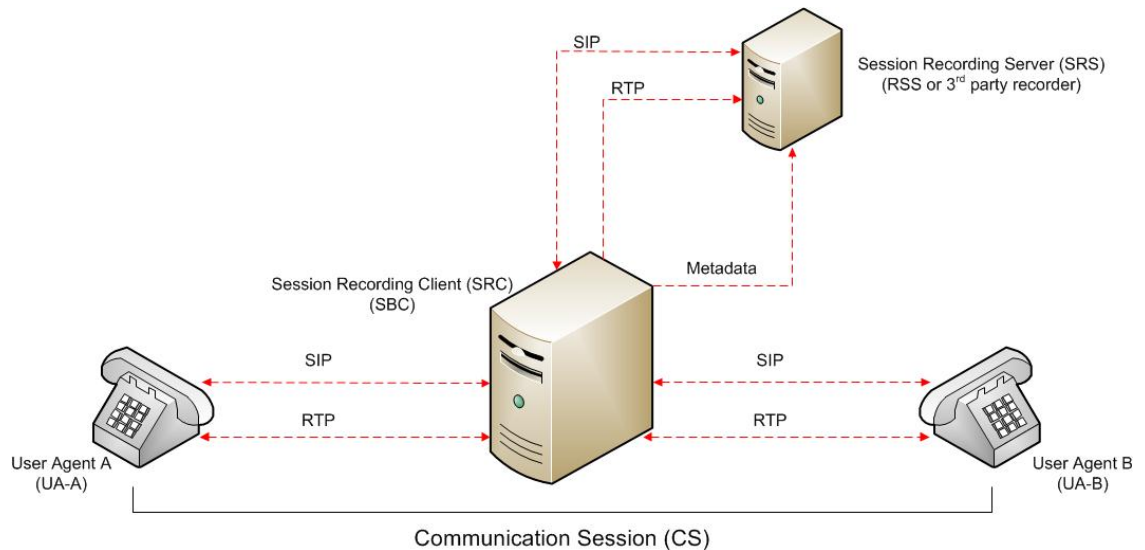 SIP
Session Recording Server (SRS)
(RSS or 3rd party recorder)
RTP
Session Recording Client (SRC)
(SBC)
Metadata
SIP
SIP
RTP
RTP
User Agent A
(UA-A)
User Agent B
(UA-B)
Communication Session (CS)